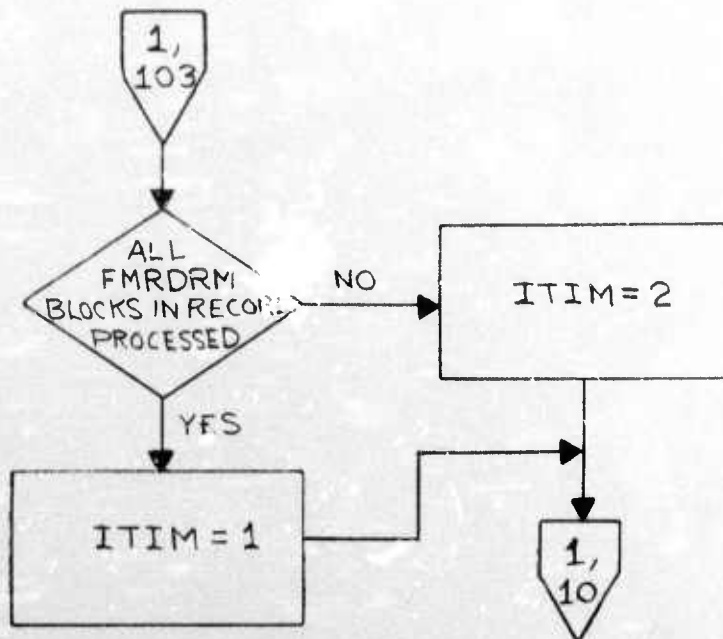 1,
103
ALL
FMRDRM
BLOCKS IN RECORD
PROCESSED
NO
ITIM = 2
YES
ITIM = 1
1,
10